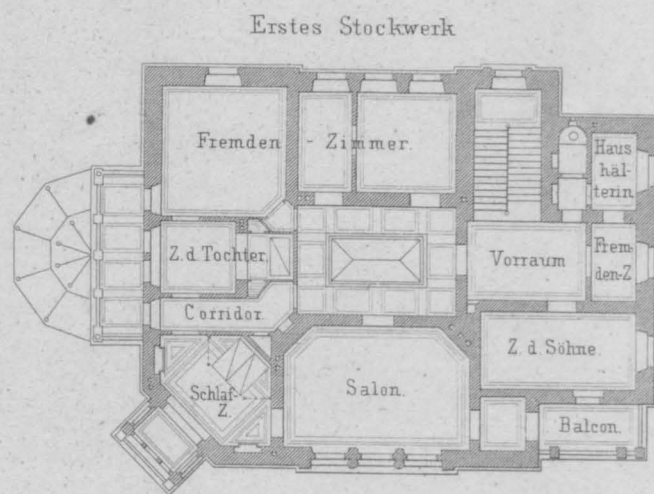 Erstes Stockwerk
Fremden - Zimmer.
Haus
häl-
terin
Z. d. Tochter.
Vorraum
Frem-
den-Z
Corridor.
Z. d. Söhne.
Schlaf-
Z.
Salon.
Balcon.